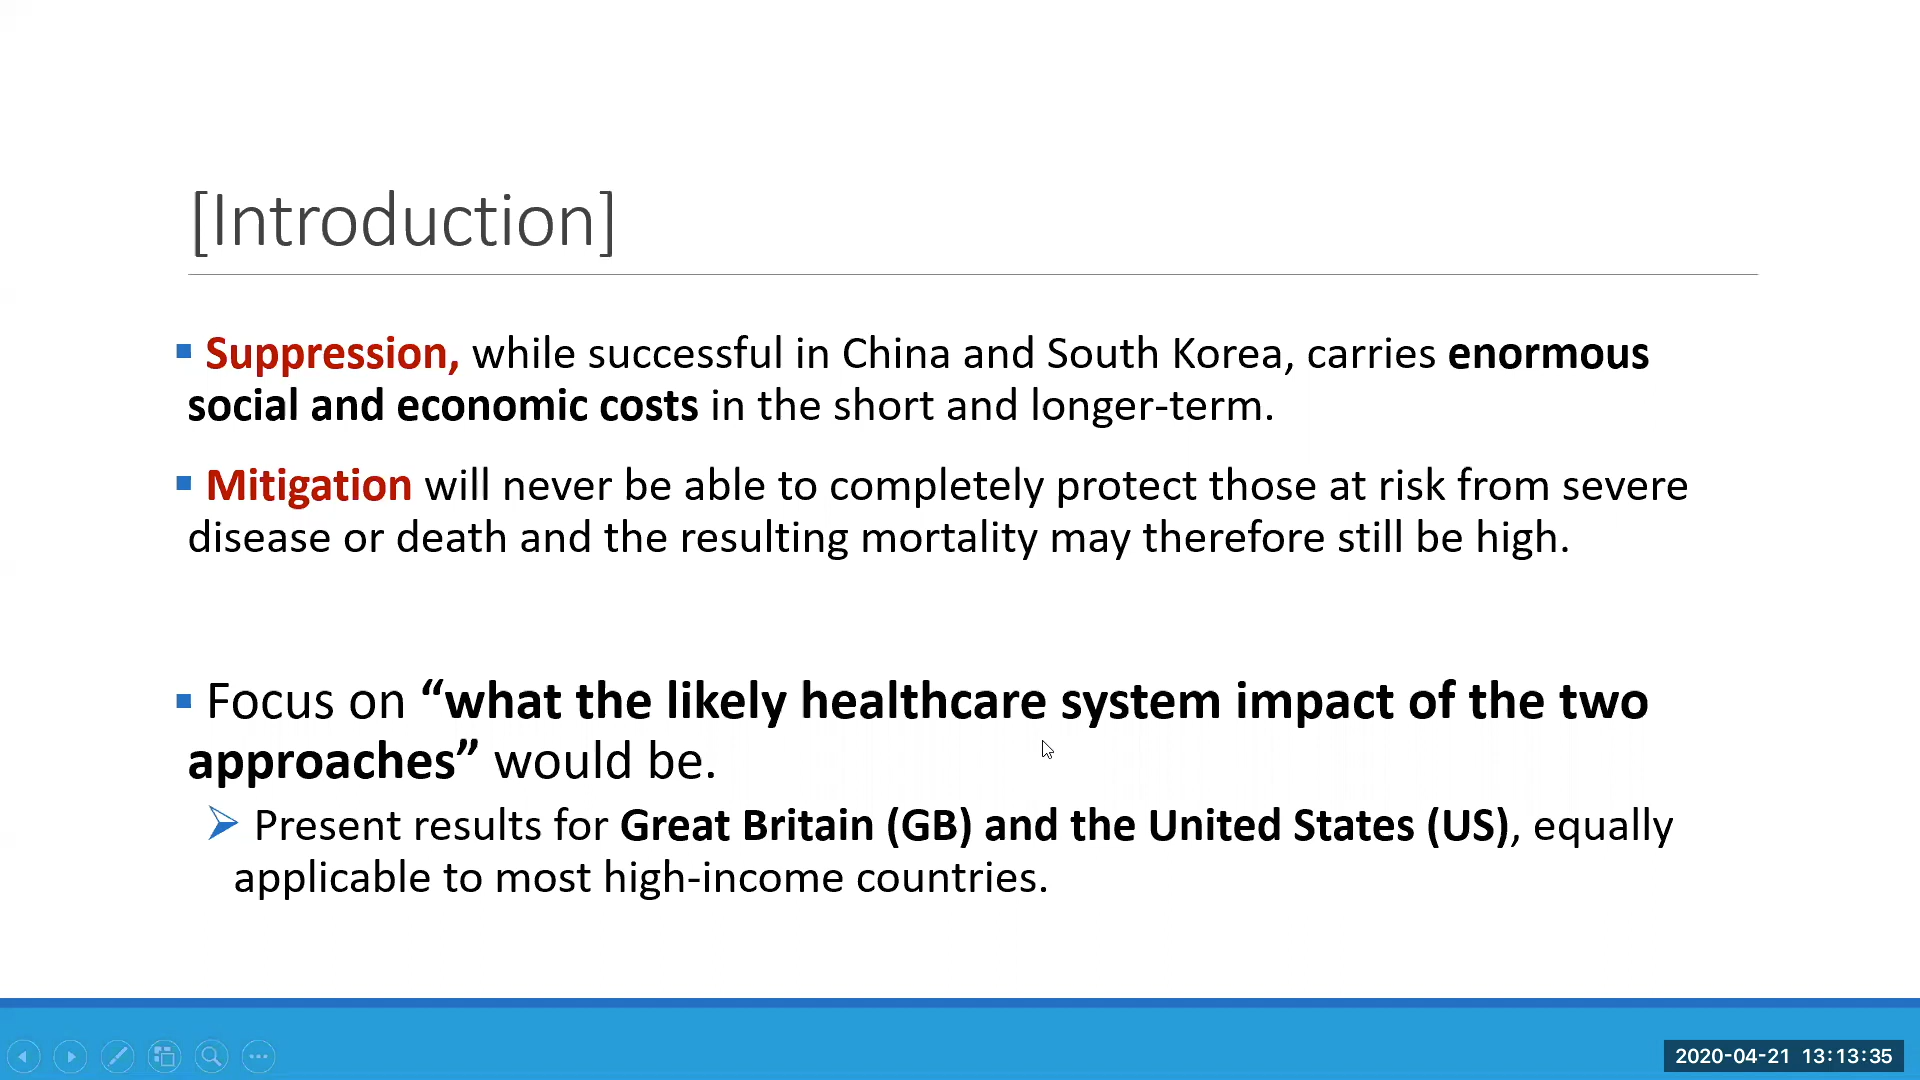 [Introduction]
Suppression, while successful in China and South Korea, carries enormous
social and economic costs in the short and longer-term.
Mitigation will never be able to completely protect those at risk from severe
disease or death and the resulting mortality may therefore still be high.
Focus on “what the likely healthcare system impact of the two
approaches” would be.
Present results for Great Britain (GB) and the United States (US), equally
applicable to most high-income countries.
2020-04-21 13:13:35